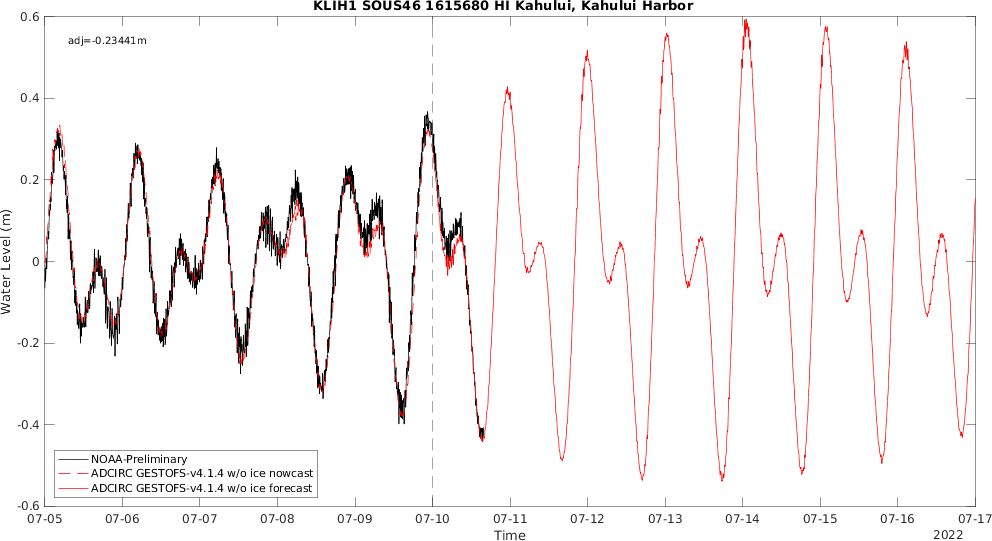 KLIH1 SOUS46 1615680 HI Kahului, Kahului Harbor
adj=-0.23441m
Water Level (m)
0.6
0.4
0.2
0
-0.2
-0.4
-0.6
NOAA-Preliminary
ADCIRC GESTOFS-v4.1.4 w/o ice nowcast
ADCIRC GESTOFS-v4.1.4 w/o ice forecast
07-05 07-06 07-07 07-08 07-09 07-10 07-11 07-12 07-13 07-14 07-15 07-16 07-17
Time
2022